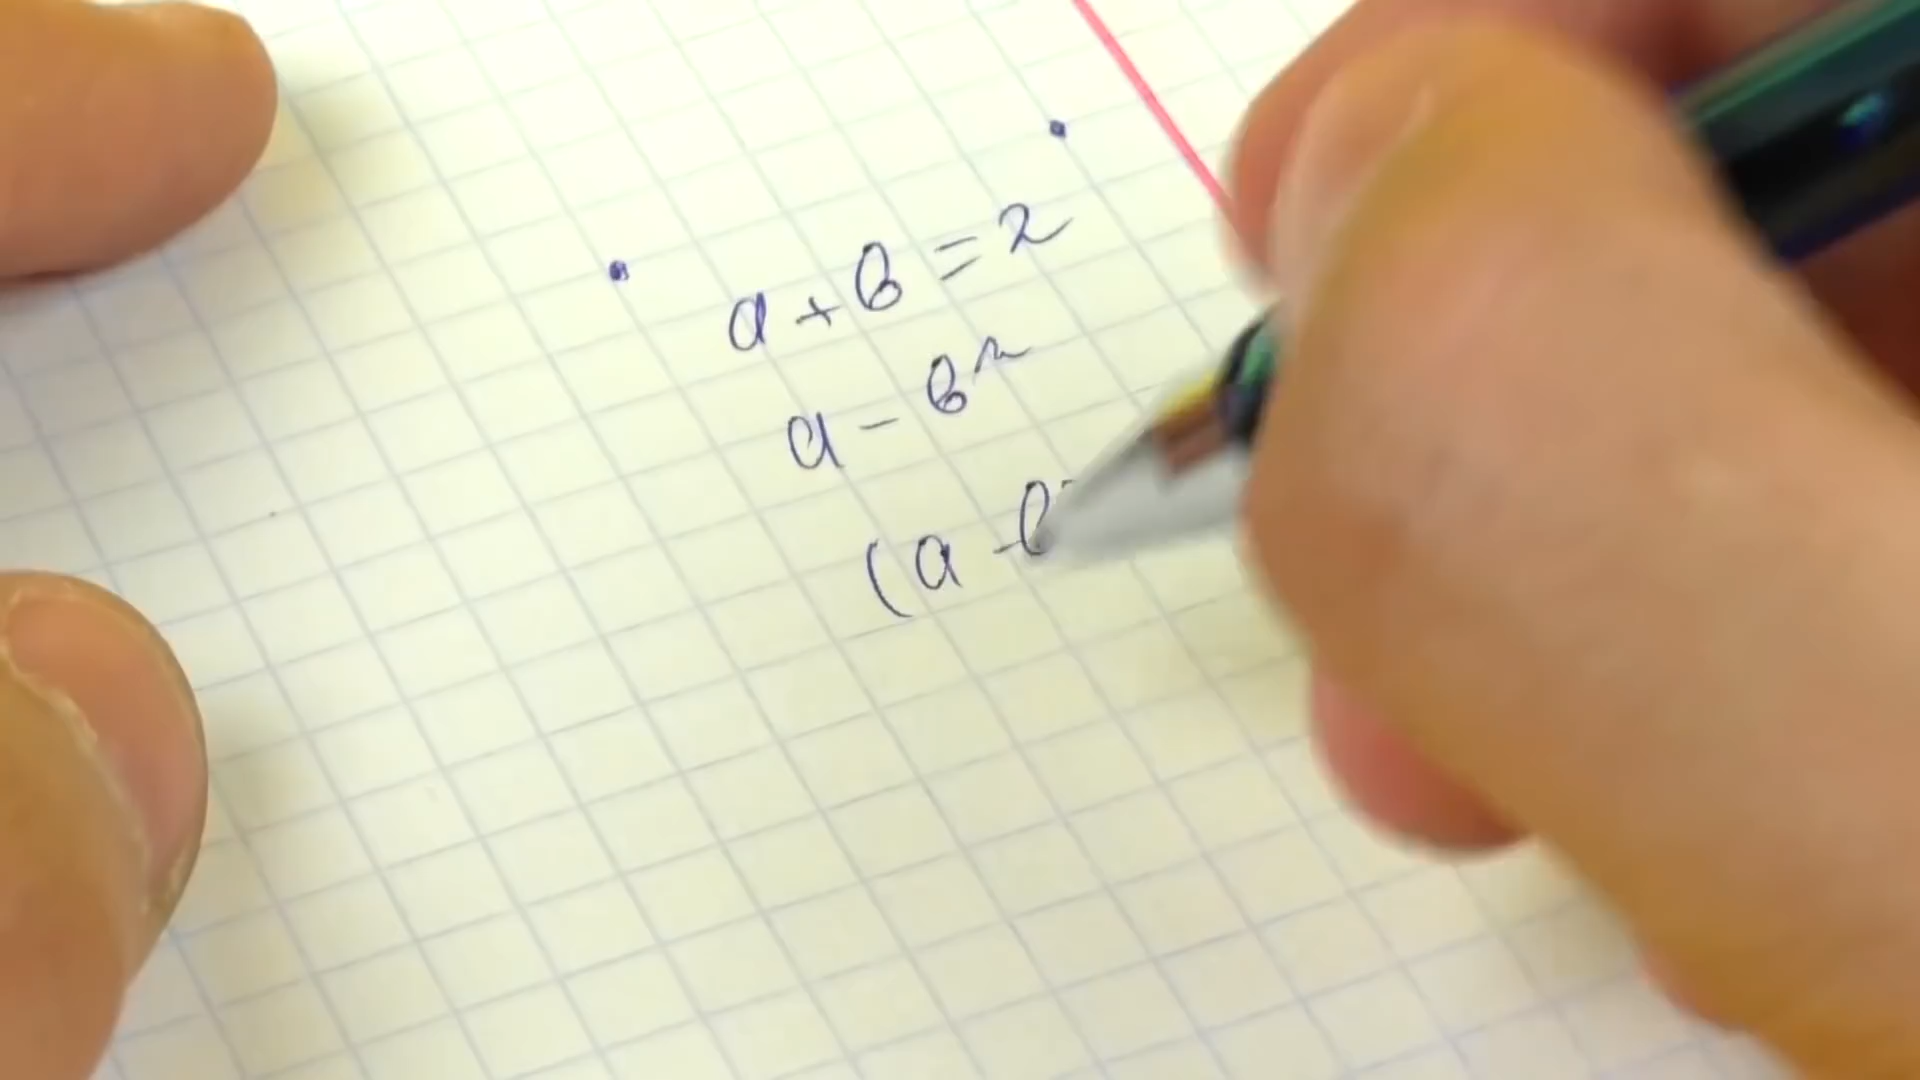 a + b = 2
a - b²
(a - b